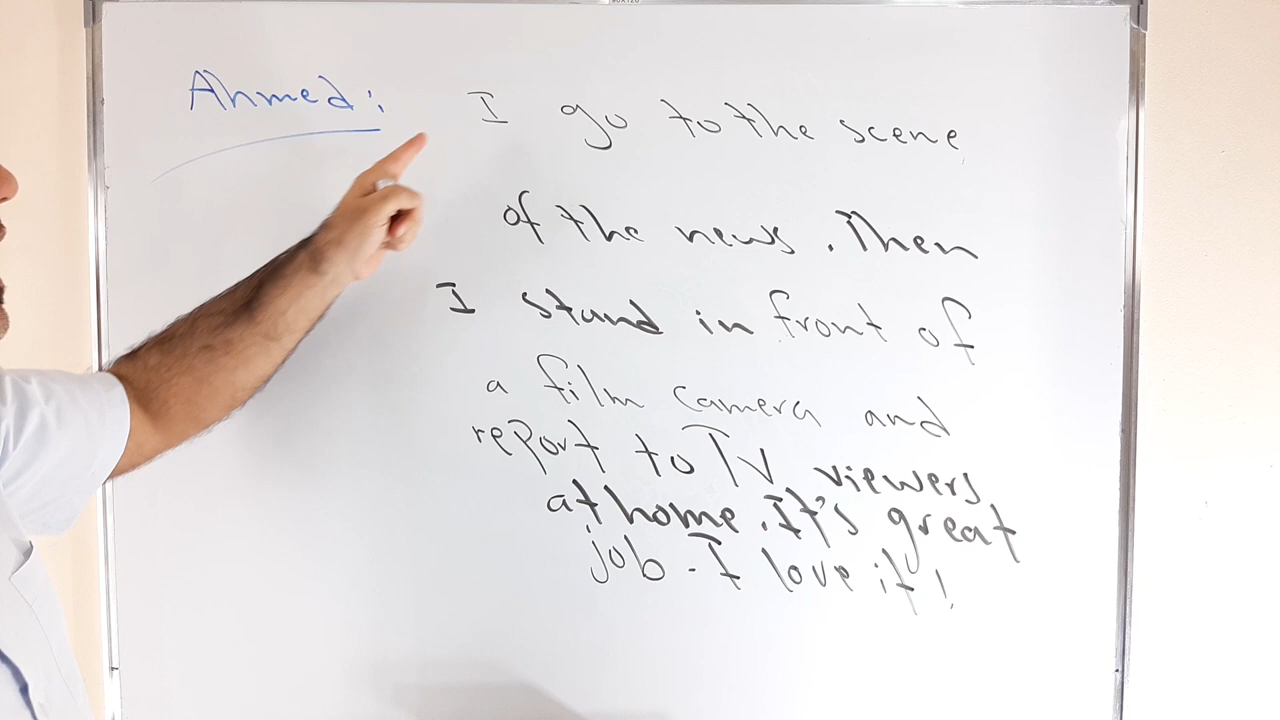 Ahmed: I go to the scene
of the news. Then
I stand in front of
a film camera and
report to TV viewers
at home. It's great
job. I love it!